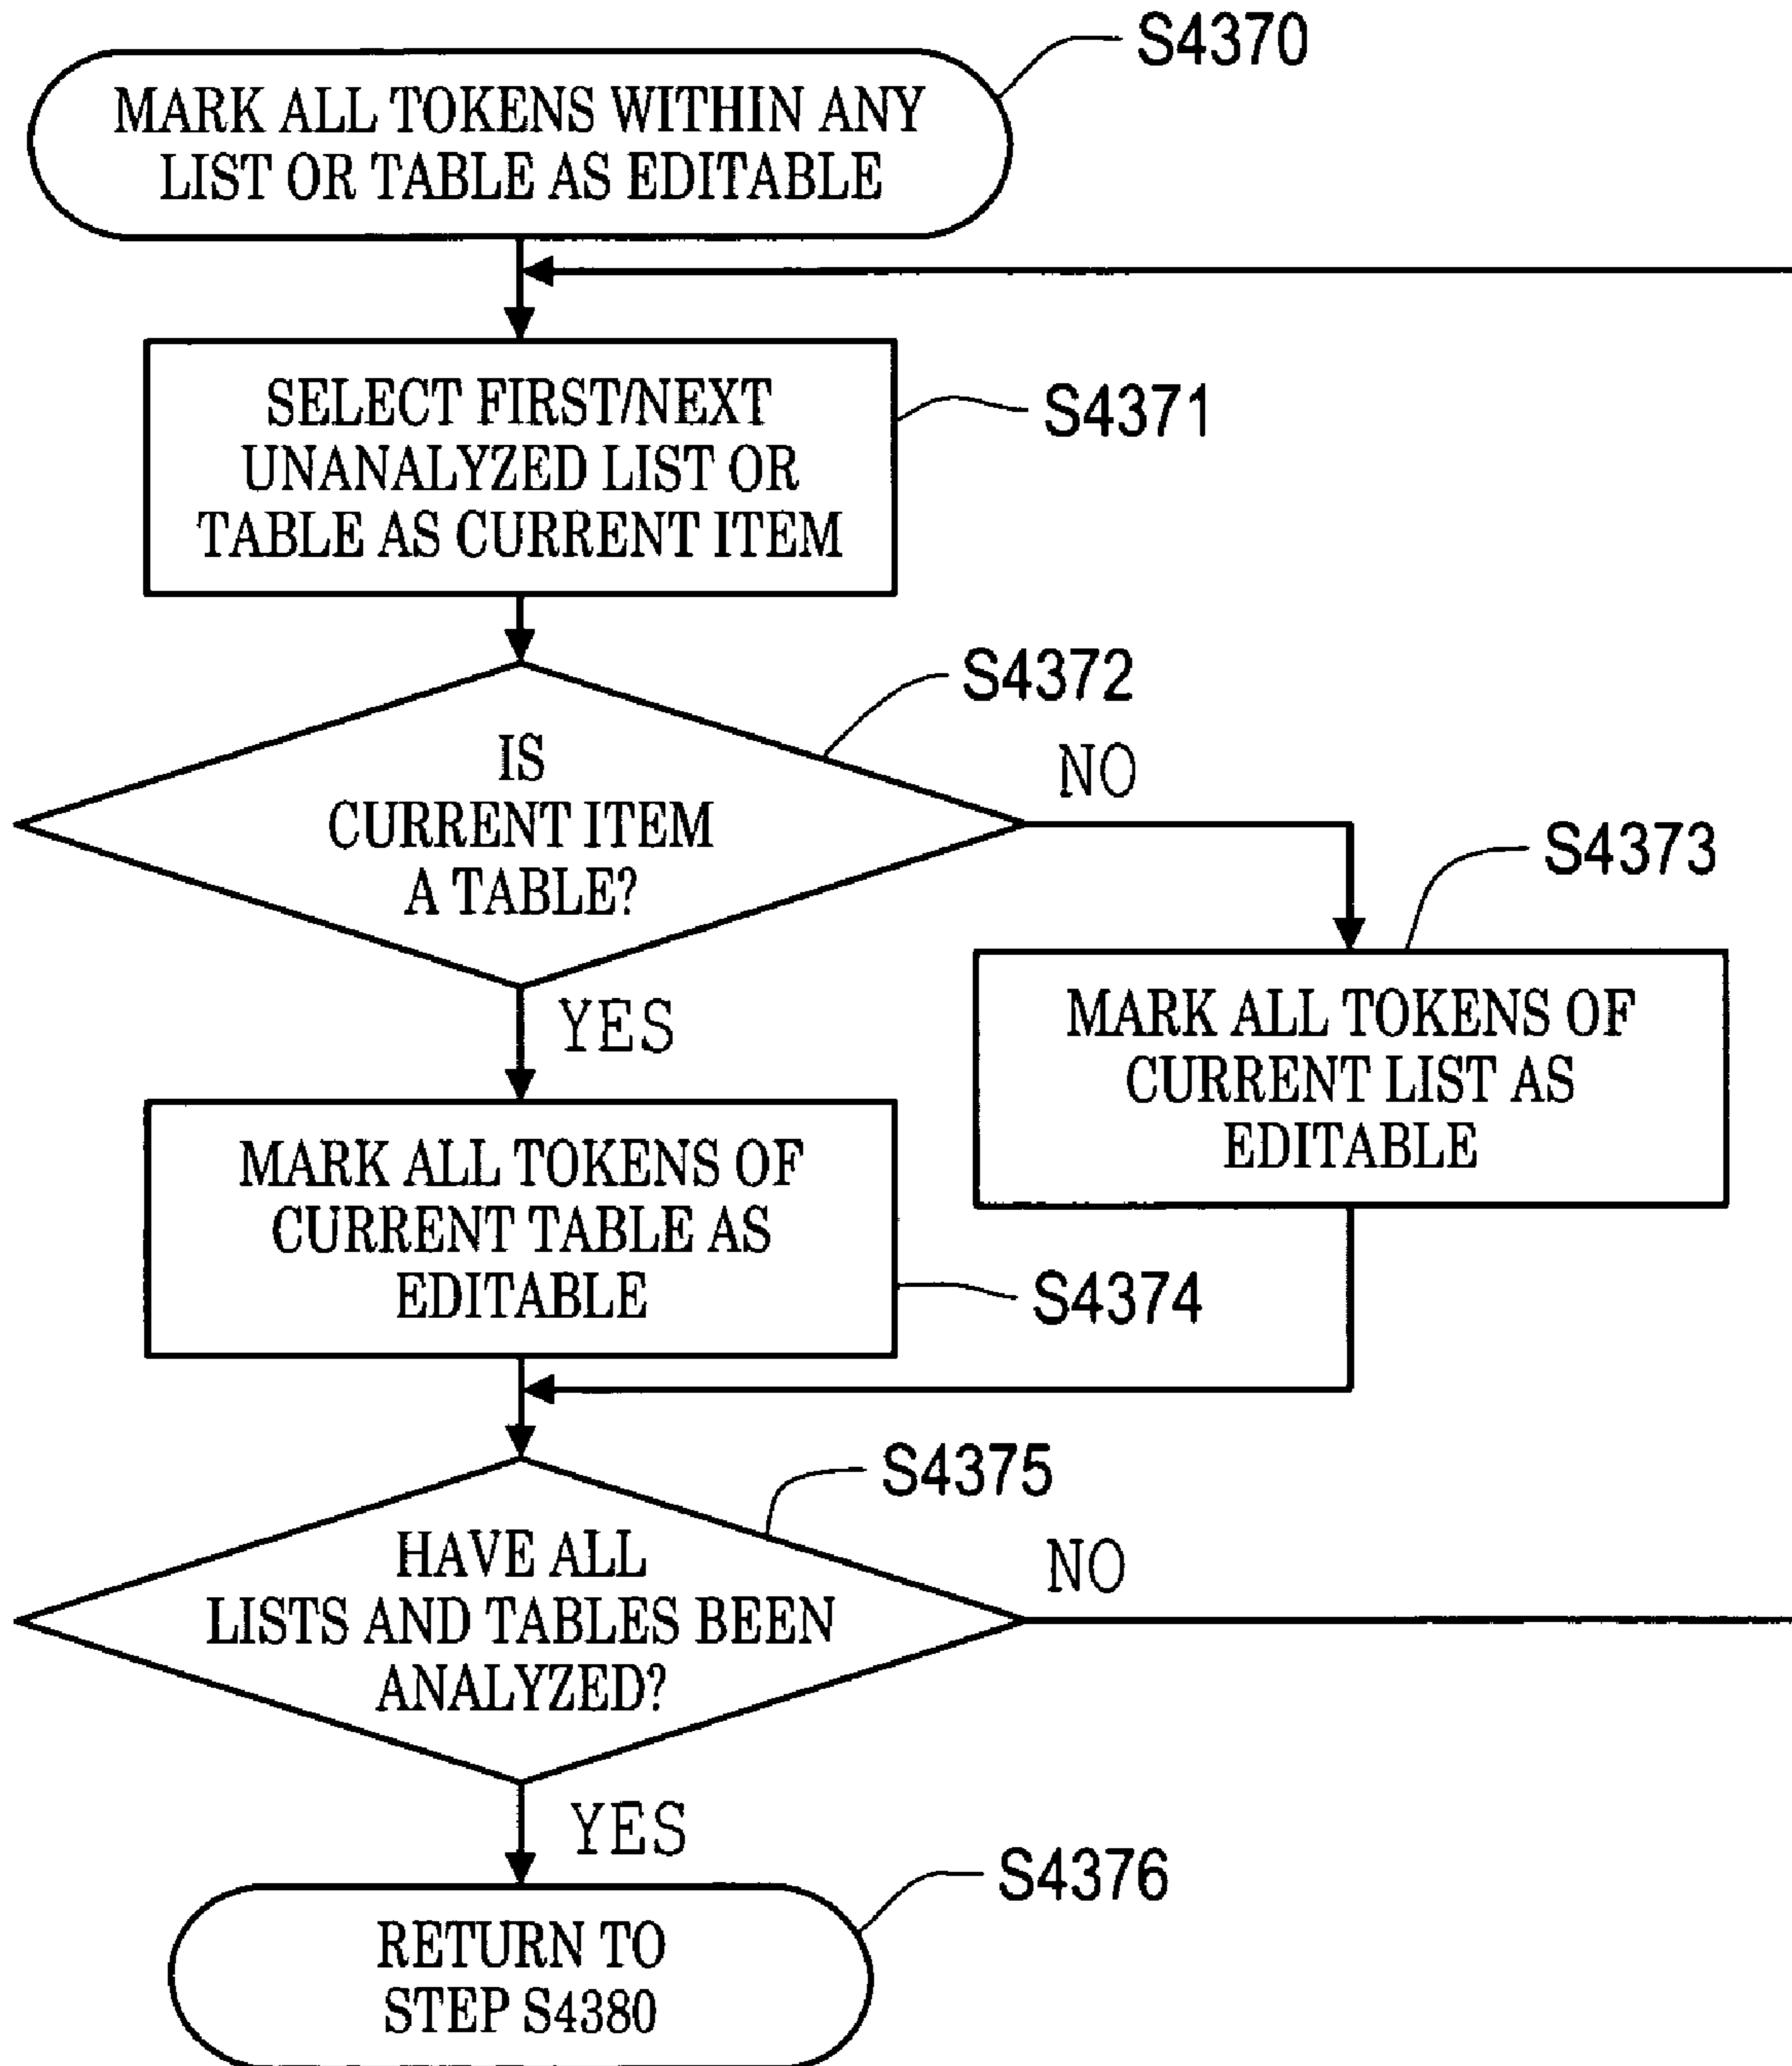 S4370
MARK ALL TOKENS WITHIN ANY
LIST OR TABLE AS EDITABLE
SELECT FIRST/NEXT
UNANALYZED LIST OR
TABLE AS CURRENT ITEM
S4371
S4372
IS
CURRENT ITEM
A TABLE?
NO
YES
S4373
MARK ALL TOKENS OF
CURRENT LIST AS
EDITABLE
MARK ALL TOKENS OF
CURRENT TABLE AS
EDITABLE
S4374
S4375
HAVE ALL
LISTS AND TABLES BEEN
ANALYZED?
NO
YES
S4376
RETURN TO
STEP S4380